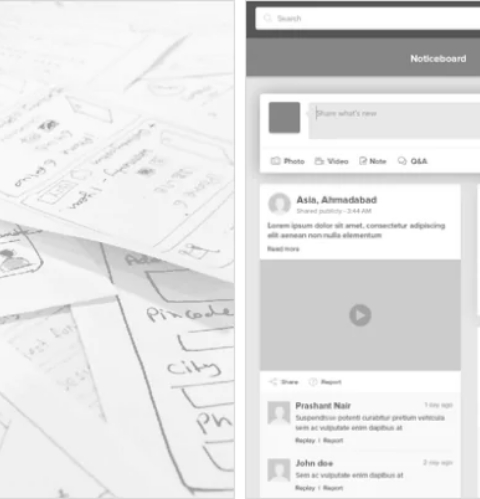 iphone 6 plus
Pincode
City
Ph
Search
Noticeboard
Share what's new
Photo
Video
Note
Q&A
Asia, Ahmadabad
Shared publicly - 3:44 AM
Lorem ipsum dolor sit amet, consectetur adipiscing
elit aenean non nulla elementum
Read more
Share
Report
Prashant Nair
1 day ago
Suspendisse potenti curabitur pretium vehicula
sem ac vulputate enim dapibus at
Replay / Report
John doe
2 day ago
Sem ac vulputate enim dapibus at
Replay / Report